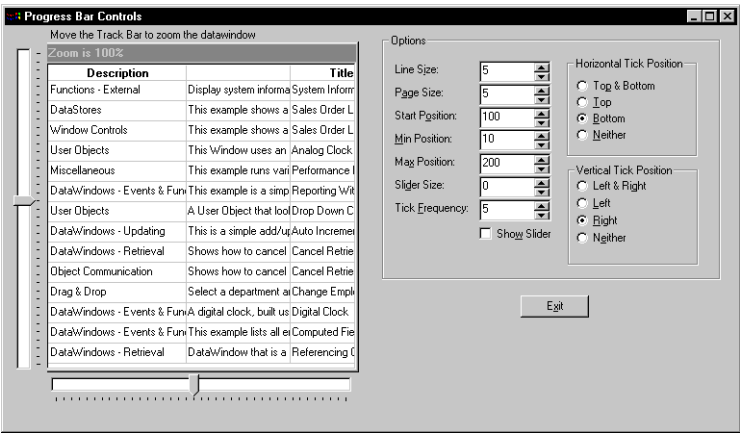 Progress Bar Controls
Move the Track Bar to zoom the datawindow
Zoom is 100%
Description Title
Functions - External Display system informa System Inform
DataStores This example shows a Sales Order L
Window Controls This example shows a Sales Order L
User Objects This Window uses an Analog Clock
Miscellaneous This example runs vari Performance I
DataWindows - Events & Fun This example is a simp Reporting Wit
User Objects A User Object that lool Drop Down C
DataWindows - Updating This is a simple add/up Auto Incremen
DataWindows - Retrieval Shows how to cancel Cancel Retrie
Object Communication Shows how to cancel Cancel Retrie
Drag & Drop Select a department ar Change Empl
DataWindows - Events & Fun A digital clock, built us Digital Clock
DataWindows - Events & Fun This example lists all er Computed Fie
DataWindows - Retrieval DataWindow that is a Referencing C
Options
Line Size: 5
Page Size: 5
Start Position: 100
Min Position: 10
Max Position: 200
Slider Size: 0
Tick Frequency: 5
Show Slider
Horizontal Tick Position
Top & Bottom
Top
Bottom
Neither
Vertical Tick Position
Left & Right
Left
Right
Neither
Exit